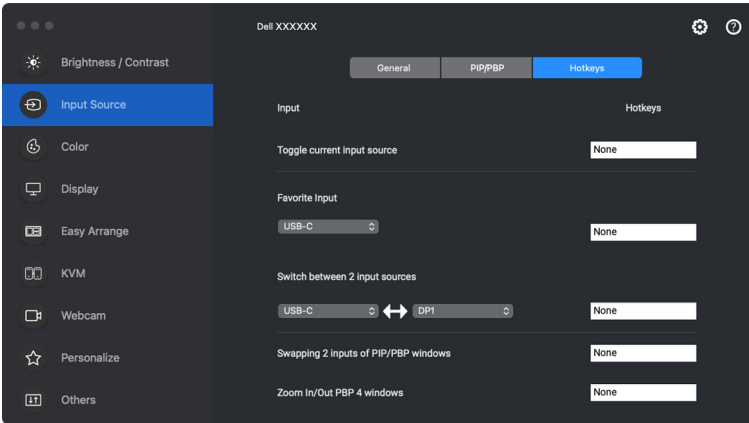 Dell XXXXXX
Brightness / Contrast
Input Source
Color
Display
Easy Arrange
KVM
Webcam
Personalize
Others
General PIP/PBP Hotkeys
Input Hotkeys
Toggle current input source None
Favorite Input
USB-C None
Switch between 2 input sources
USB-C DP1 None
Swapping 2 inputs of PIP/PBP windows None
Zoom In/Out PBP 4 windows None